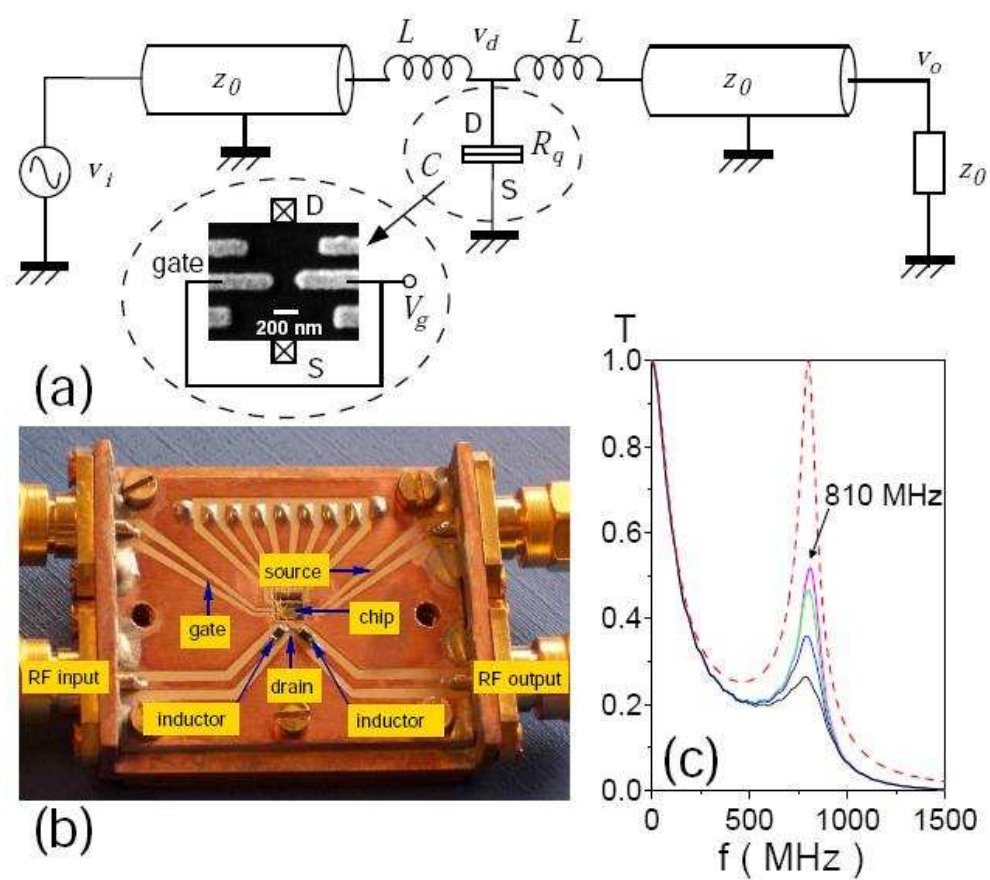 L
v_d
L
z_0
z_0
v_o
D
R_q
v_i
C
S
z_0
D
gate
V_g
200 nm
S
(a)
T
1.0
0.8
810 MHz
0.6
0.4
0.2
0.0
(c)
0
500
1000
1500
f ( MHz)
source
chip
gate
RF input
drain
RF output
inductor
inductor
(b)